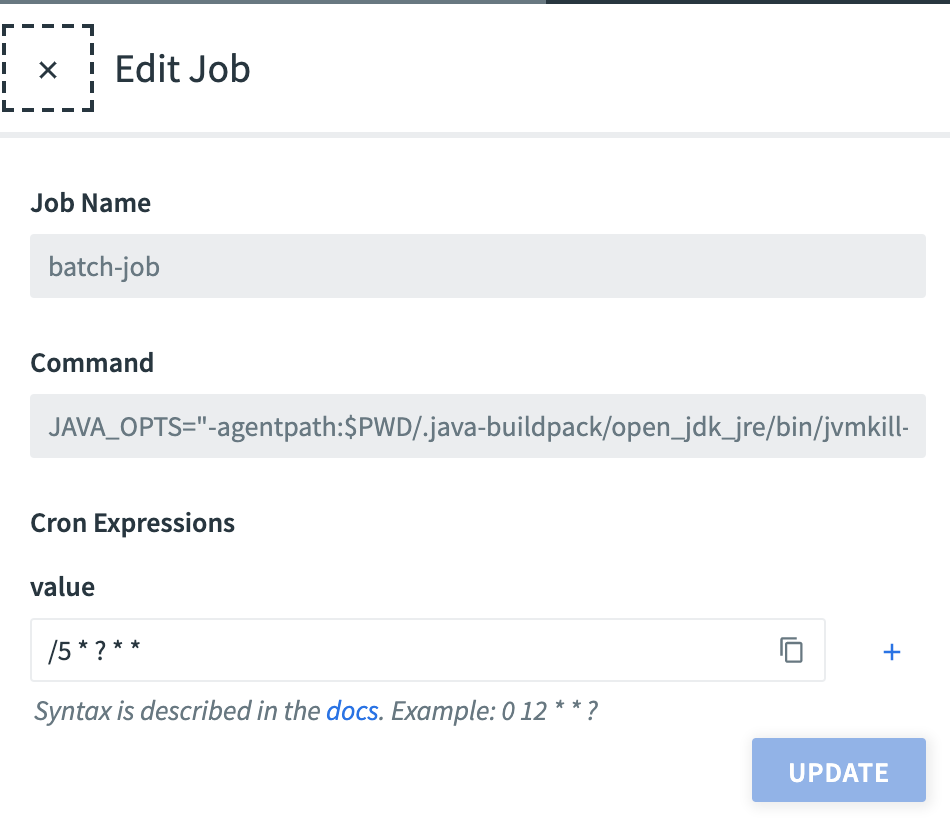 × Edit Job
Job Name
batch-job
Command
JAVA_OPTS="-agentpath:$PWD/.java-buildpack/open_jdk_jre/bin/jvmkill-
Cron Expressions
value
/5 * ? * *
+
Syntax is described in the docs. Example: 0 12 * * ?
UPDATE